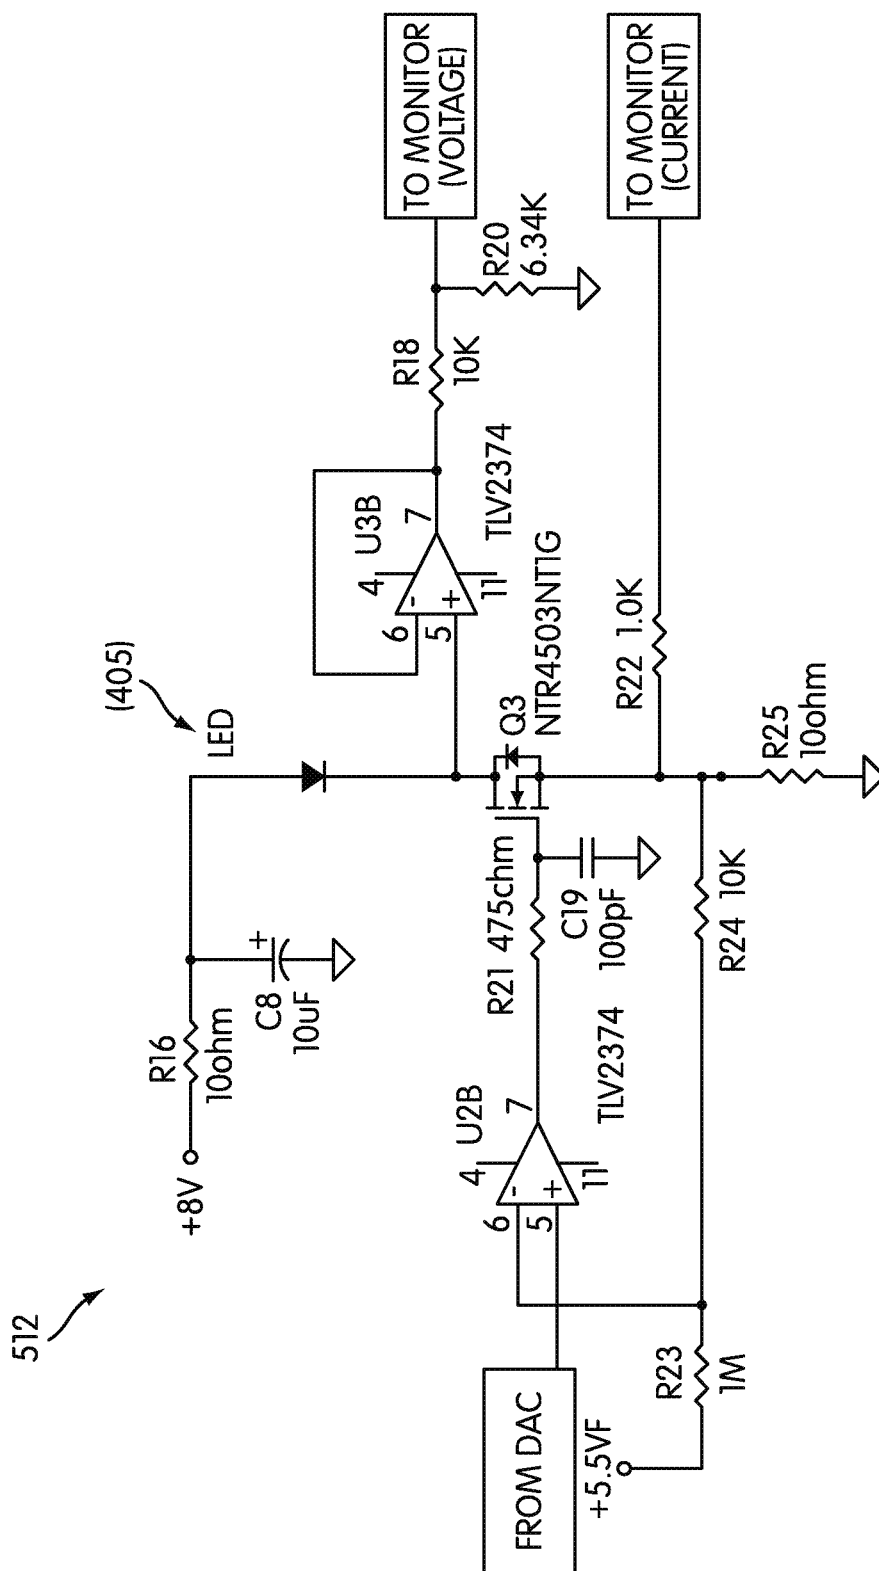 512
(405)
LED
+8V
R16
10ohm
C8
+
10uF
FROM DAC
+5.5VF
R23
1M
U2B
4
6
-
5
+
7
11
TLV2374
R21 475chm
C19
100pF
R24 10K
Q3
NTR4503NT1G
U3B
4
6
-
5
+
7
11
TLV2374
R18
10K
R20
6.34K
R22 1.0K
R25
10ohm
TO MONITOR
(VOLTAGE)
TO MONITOR
(CURRENT)